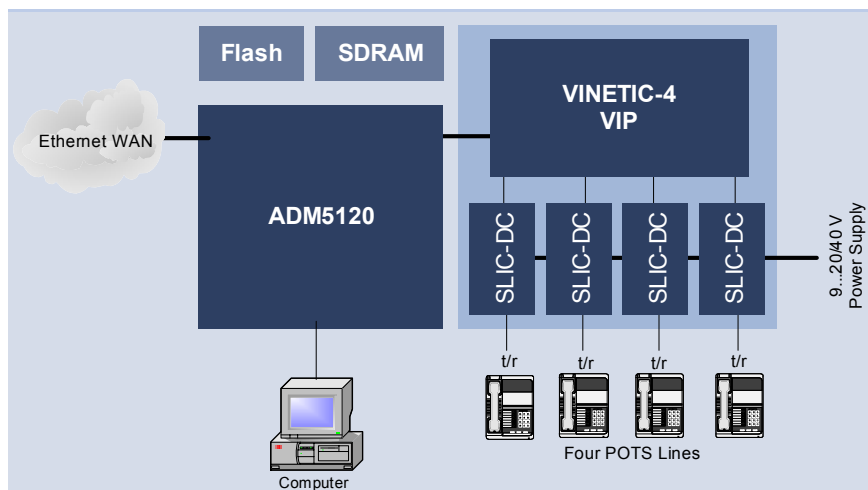 Flash
SDRAM
VINETIC-4
VIP
Ethernet WAN
ADM5120
SLIC-DC
SLIC-DC
SLIC-DC
SLIC-DC
9...20/40 V
Power Supply
t/r
t/r
t/r
t/r
Four POTS Lines
Computer